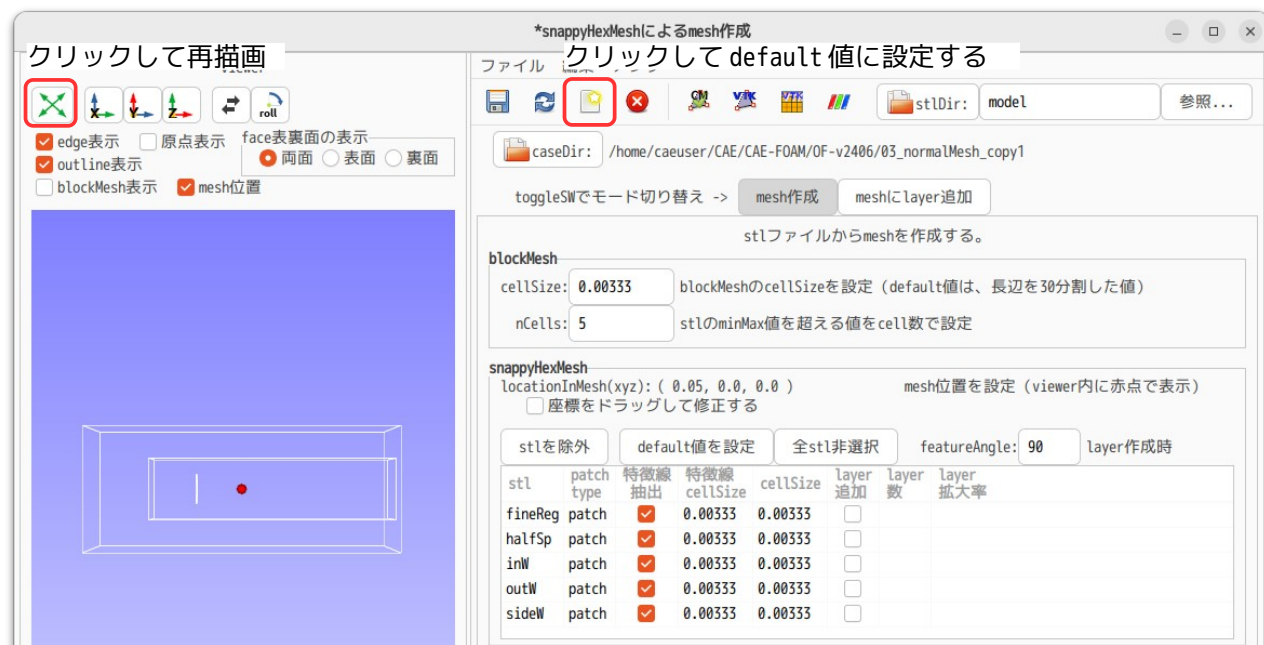 *snappyHexMeshによるmesh作成
クリックして再描画
クリックして default 値に設定する
ファイル
stlDir: model 参照...
roll
edge表示 原点表示 face表裏面の表示
両面 表面 裏面
outline表示
blockMesh表示 mesh位置
caseDir: /home/caeuser/CAE/CAE-FOAM/OF-v2406/03_normalMesh_copy1
toggleSWでモード切り替え -> mesh作成 meshにlayer追加
stlファイルからmeshを作成する。
blockMesh
cellSize: 0.00333 blockMeshのcellSizeを設定（default値は、長辺を30分割した値）
nCells: 5 stlのminMax値を超える値をcell数で設定
snappyHexMesh
locationInMesh(xyz): ( 0.05, 0.0, 0.0 ) mesh位置を設定（viewer内に赤点で表示）
座標をドラッグして修正する
stlを除外 default値を設定 全stl非選択 featureAngle: 90 layer作成時
stl patch type 特徴線抽出 特徴線cellSize cellSize layer追加 layer数 layer拡大率
fineReg patch 0.00333 0.00333
halfSp patch 0.00333 0.00333
inW patch 0.00333 0.00333
outW patch 0.00333 0.00333
sideW patch 0.00333 0.00333